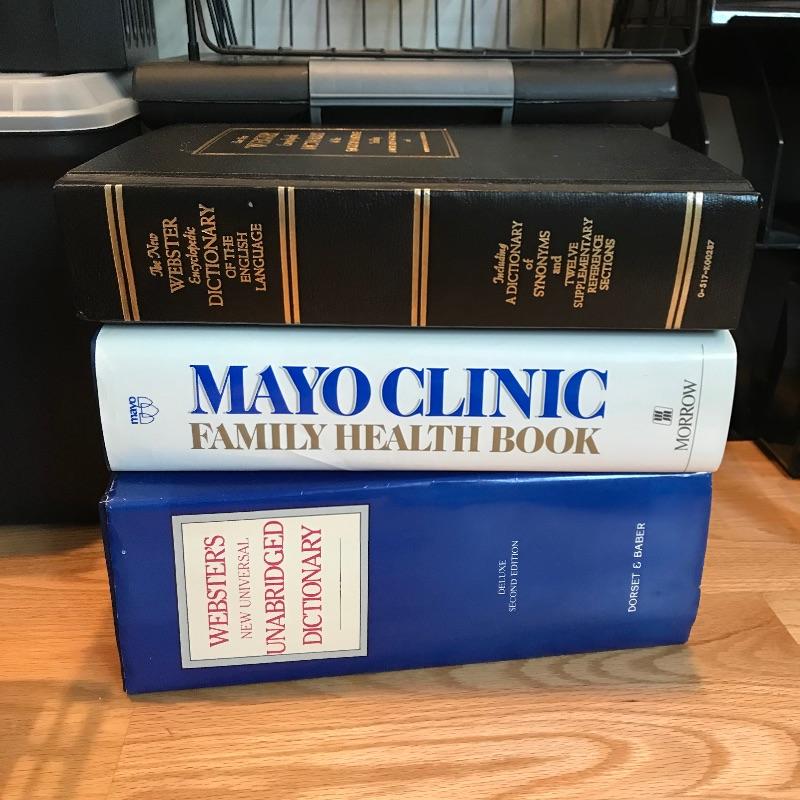 The New
WEBSTER
Encyclopedic
DICTIONARY
OF THE
ENGLISH
LANGUAGE
Including
A DICTIONARY
of
SYNONYMS
and
TWELVE
SUPPLEMENTARY
REFERENCE
SECTIONS
0-517-K00287
mayo
MAYO CLINIC
FAMILY HEALTH BOOK
MORROW
WEBSTER'S
NEW UNIVERSAL
UNABRIDGED
DICTIONARY
DELUXE
SECOND EDITION
DORSET & BABER